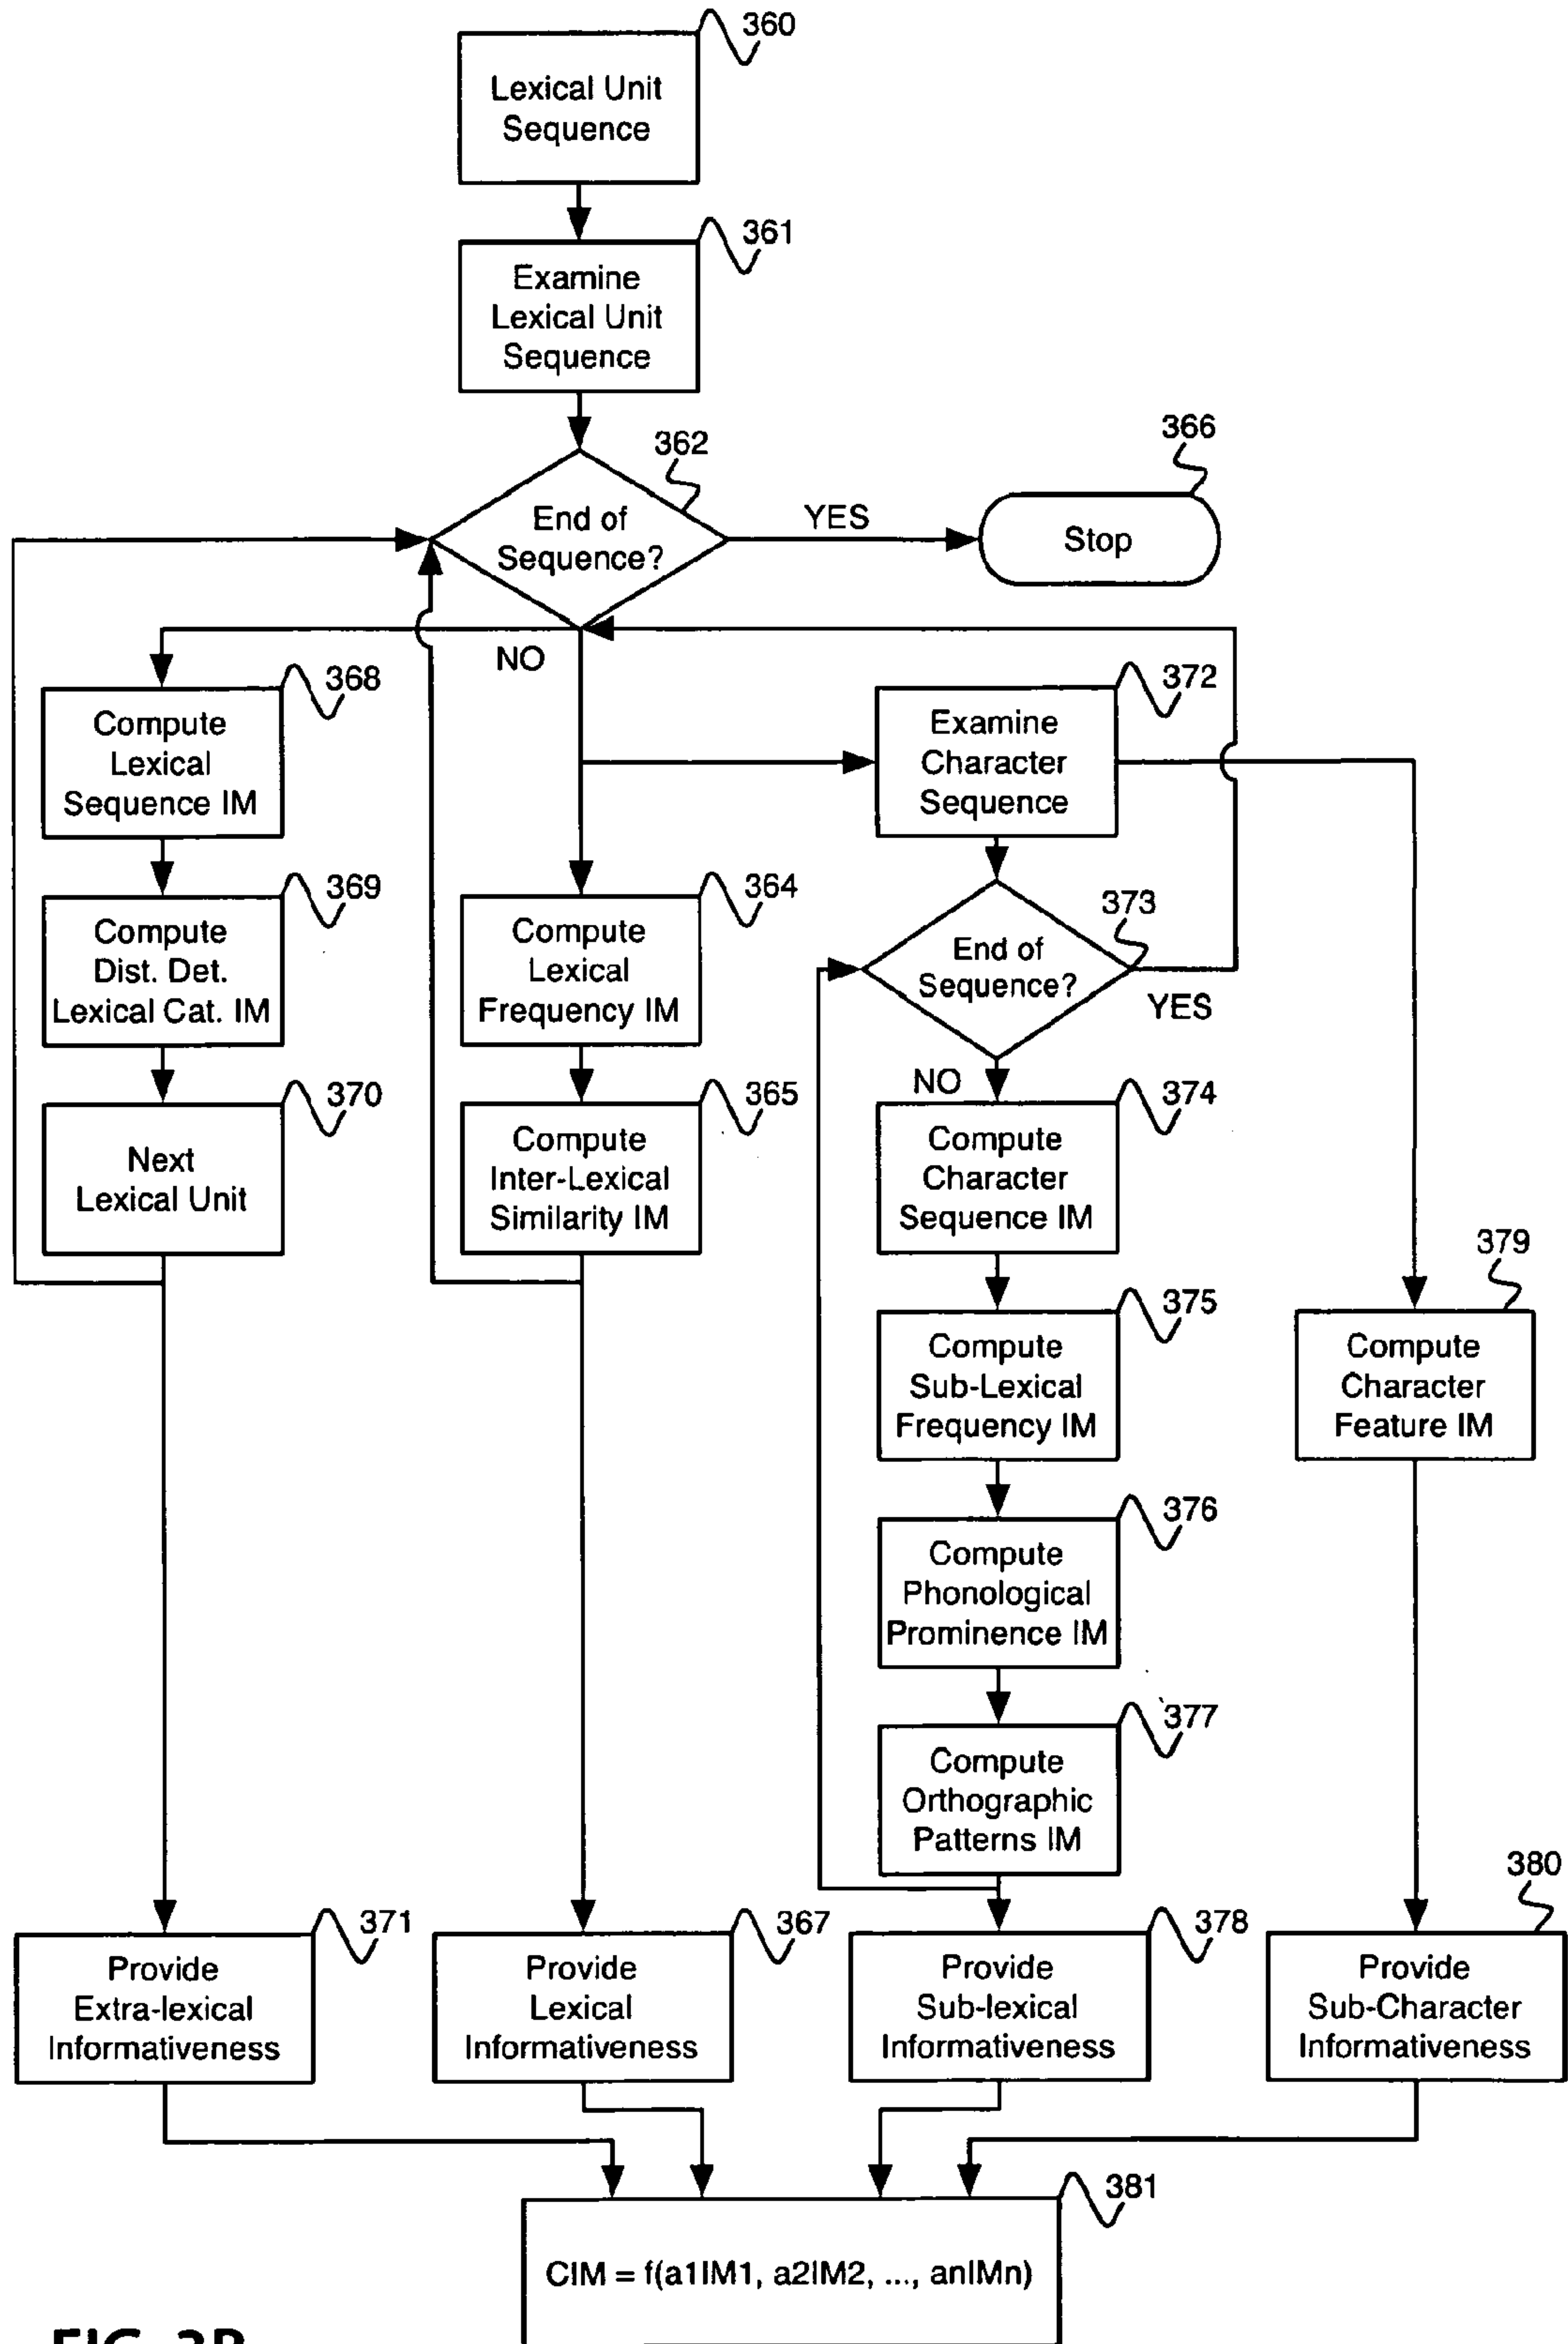 360
Lexical Unit
Sequence
361
Examine
Lexical Unit
Sequence
362
End of
Sequence?
YES
366
Stop
NO
368
Compute
Lexical
Sequence IM
372
Examine
Character
Sequence
369
Compute
Dist. Det.
Lexical Cat. IM
364
Compute
Lexical
Frequency IM
373
End of
Sequence?
YES
NO
370
Next
Lexical Unit
365
Compute
Inter-Lexical
Similarity IM
374
Compute
Character
Sequence IM
375
Compute
Sub-Lexical
Frequency IM
379
Compute
Character
Feature IM
376
Compute
Phonological
Prominence IM
377
Compute
Orthographic
Patterns IM
371
Provide
Extra-lexical
Informativeness
367
Provide
Lexical
Informativeness
378
Provide
Sub-lexical
Informativeness
380
Provide
Sub-Character
Informativeness
381
CIM = f(a1IM1, a2IM2, ..., anIMn)